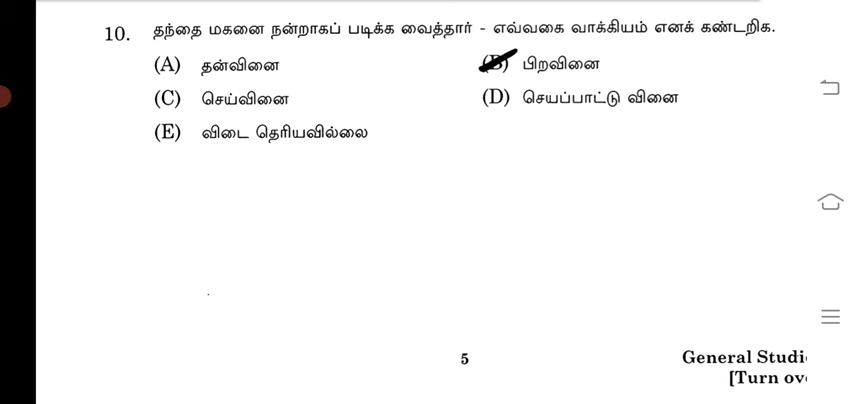 10. தந்தை மகனை நன்றாகப் படிக்க வைத்தார் - எவ்வகை வாக்கியம் எனக் கண்டறிக.
(A) தன்வினை (B) பிறவினை
(C) செய்வினை (D) செயப்பாட்டு வினை
(E) விடை தெரியவில்லை
5 General Studi
[Turn ov